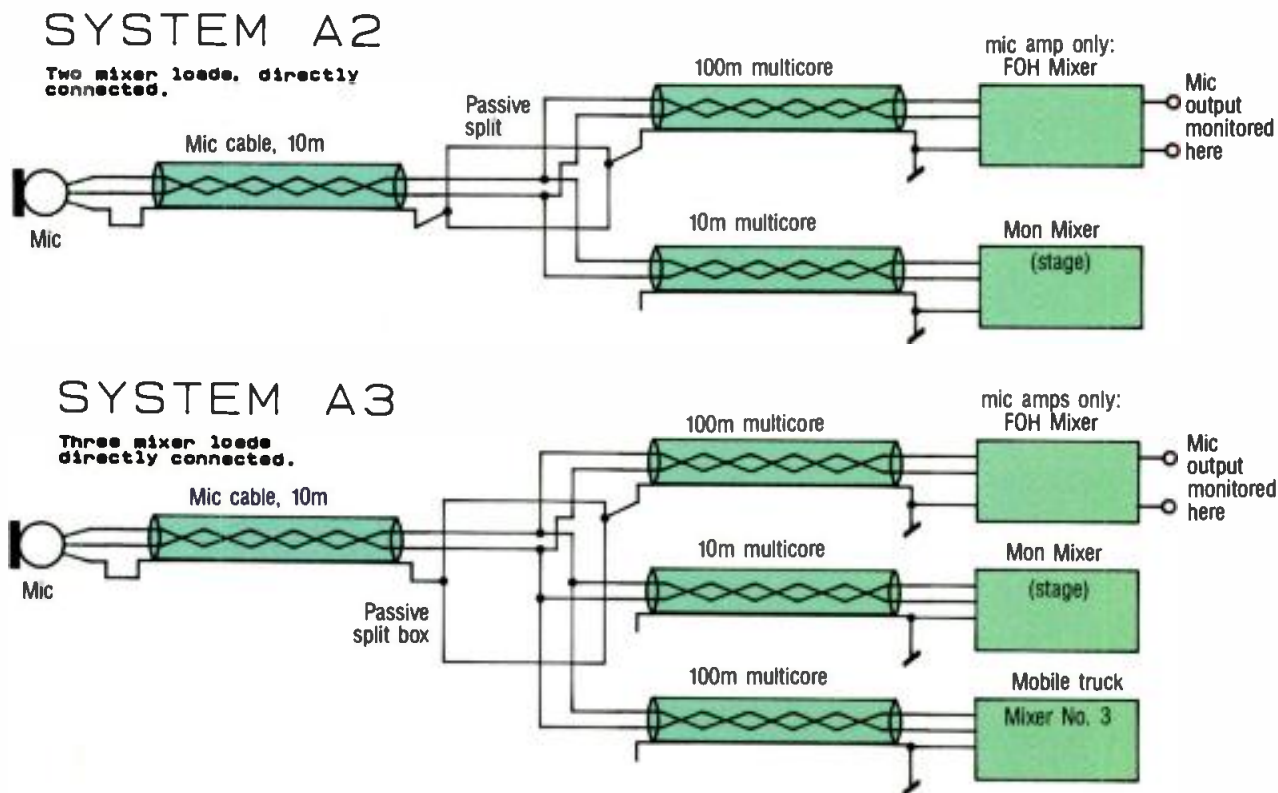 SYSTEM A2
Two mixer loads, directly
connected.
Mic cable, 10m
Mic
Passive
split
100m multicore
mic amp only:
FOH Mixer
Mic
output
monitored
here
10m multicore
Mon Mixer
(stage)
SYSTEM A3
Three mixer loads
directly connected.
Mic cable, 10m
Mic
Passive
split box
100m multicore
mic amps only:
FOH Mixer
Mic
output
monitored
here
10m multicore
Mon Mixer
(stage)
100m multicore
Mobile truck
Mixer No. 3